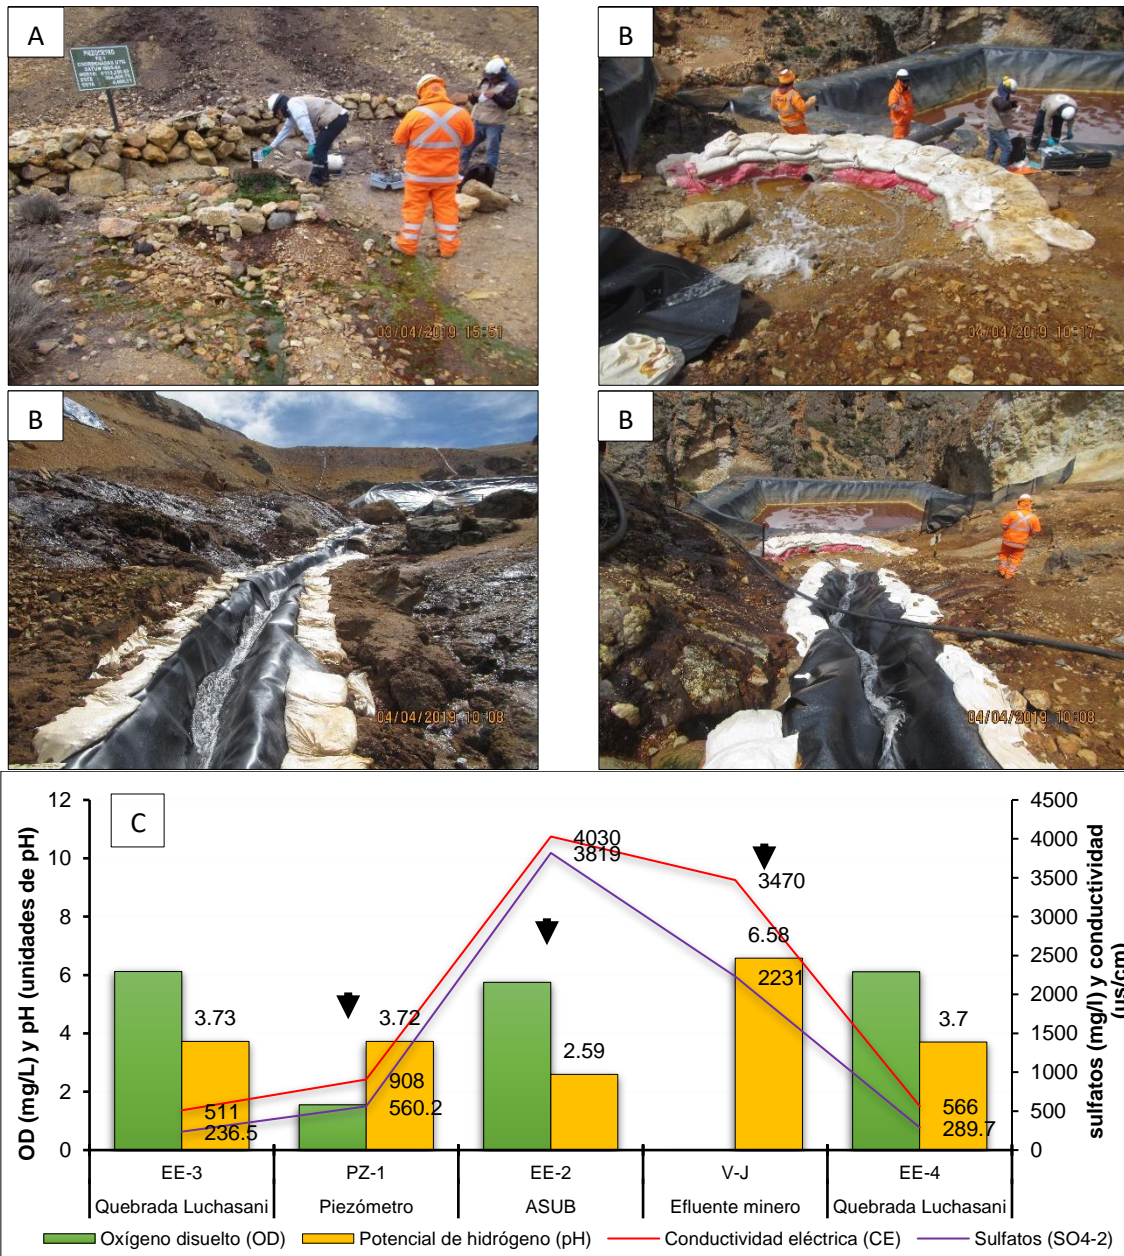 A
PIEZOMETRO
PZ-1
COORDENADAS UTM
03/04/2019 15:51
B
04/04/2019 10:17
B
04/04/2019 10:08
B
04/04/2019 10:08
C
OD (mg/L) y pH (unidades de pH)
12
10
8
6
4
2
0
3.73
511
236.5
3.72
908
560.2
4030
3819
2.59
3470
6.58
2231
3.7
566
289.7
4500
4000
3500
3000
2500
2000
1500
1000
500
0
sulfatos (mg/l) y conductividad
(µs/cm)
EE-3 PZ-1 EE-2 V-J EE-4
Quebrada Luchasani Piezómetro ASUB Efluente minero Quebrada Luchasani
Oxígeno disuelto (OD) Potencial de hidrógeno (pH) Conductividad eléctrica (CE) Sulfatos (SO4-2)